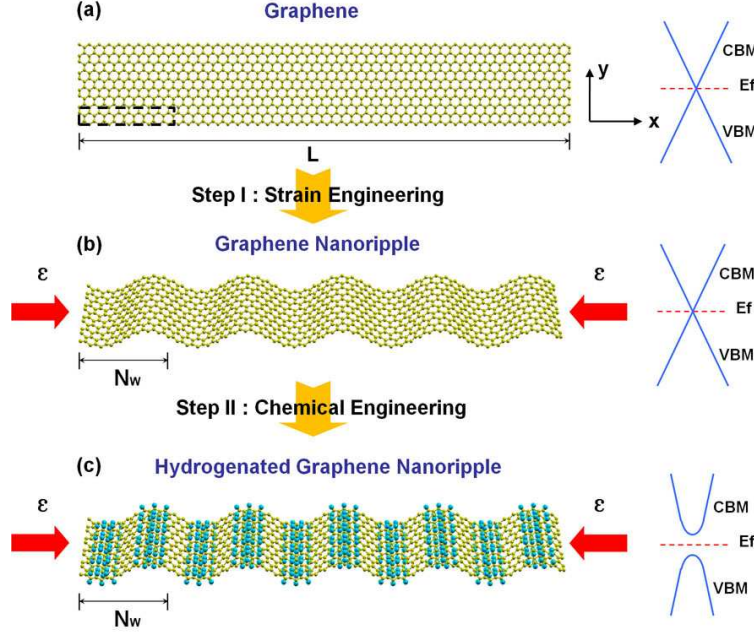 (a)
Graphene
CBM
Ef
VBM
y
x
L
Step I : Strain Engineering
(b)
Graphene Nanoripple
ε
ε
CBM
Ef
VBM
Nw
Step II : Chemical Engineering
(c)
Hydrogenated Graphene Nanoripple
ε
ε
CBM
Ef
VBM
Nw